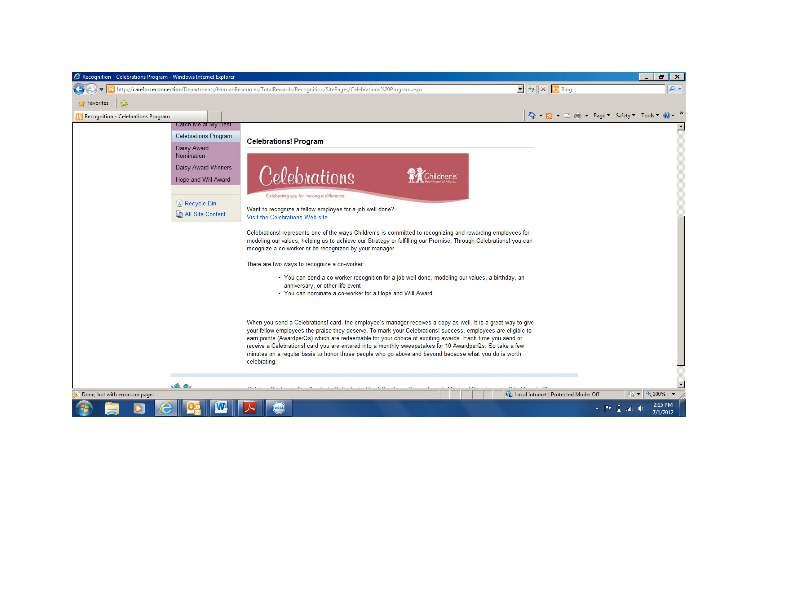 Recognition - Celebrations Program - Windows Internet Explorer
http://careforceconnection/Departments/HumanResources/TotalRewards/Recognition/SitePages/Celebrations%20Program.aspx
Bing
Favorites
Recognition - Celebrations Program
Page Safety Tools
Catch Me at My Best
Celebrations Program
Daisy Award
Nomination
Daisy Award Winners
Hope and Will Award
Recycle Bin
All Site Content
Celebrations! Program
Celebrations
Children's
Celebrating you for making a difference.
Want to recognize a fellow employee for a job well done?
Visit the Celebrations Web site
Celebrations! represents one of the ways Children's is committed to recognizing and rewarding employees for
modeling our values, helping us to achieve our Strategy or fulfilling our Promise. Through Celebrations! you can
recognize a co-worker or be recognized by your manager.
There are two ways to recognize a co-worker:
• You can send a co-worker recognition for a job well done, modeling our values, a birthday, an
anniversary, or other life event
• You can nominate a co-worker for a Hope and Will Award
When you send a Celebrations! card, the employee's manager receives a copy as well. It is a great way to give
your fellow employees the praise they deserve. To mark your Celebrations! success, employees are eligible to
earn points (AwardperQs) which are redeemable for your choice of exciting awards. Each time you send or
receive a Celebrations! card you are entered into a monthly sweepstakes for 10 AwardperQs. So take a few
minutes on a regular basis to honor those people who go above and beyond because what you do is worth
celebrating.
Done, but with errors on page.
Local intranet | Protected Mode: Off
100%
2:15 PM
7/1/2012